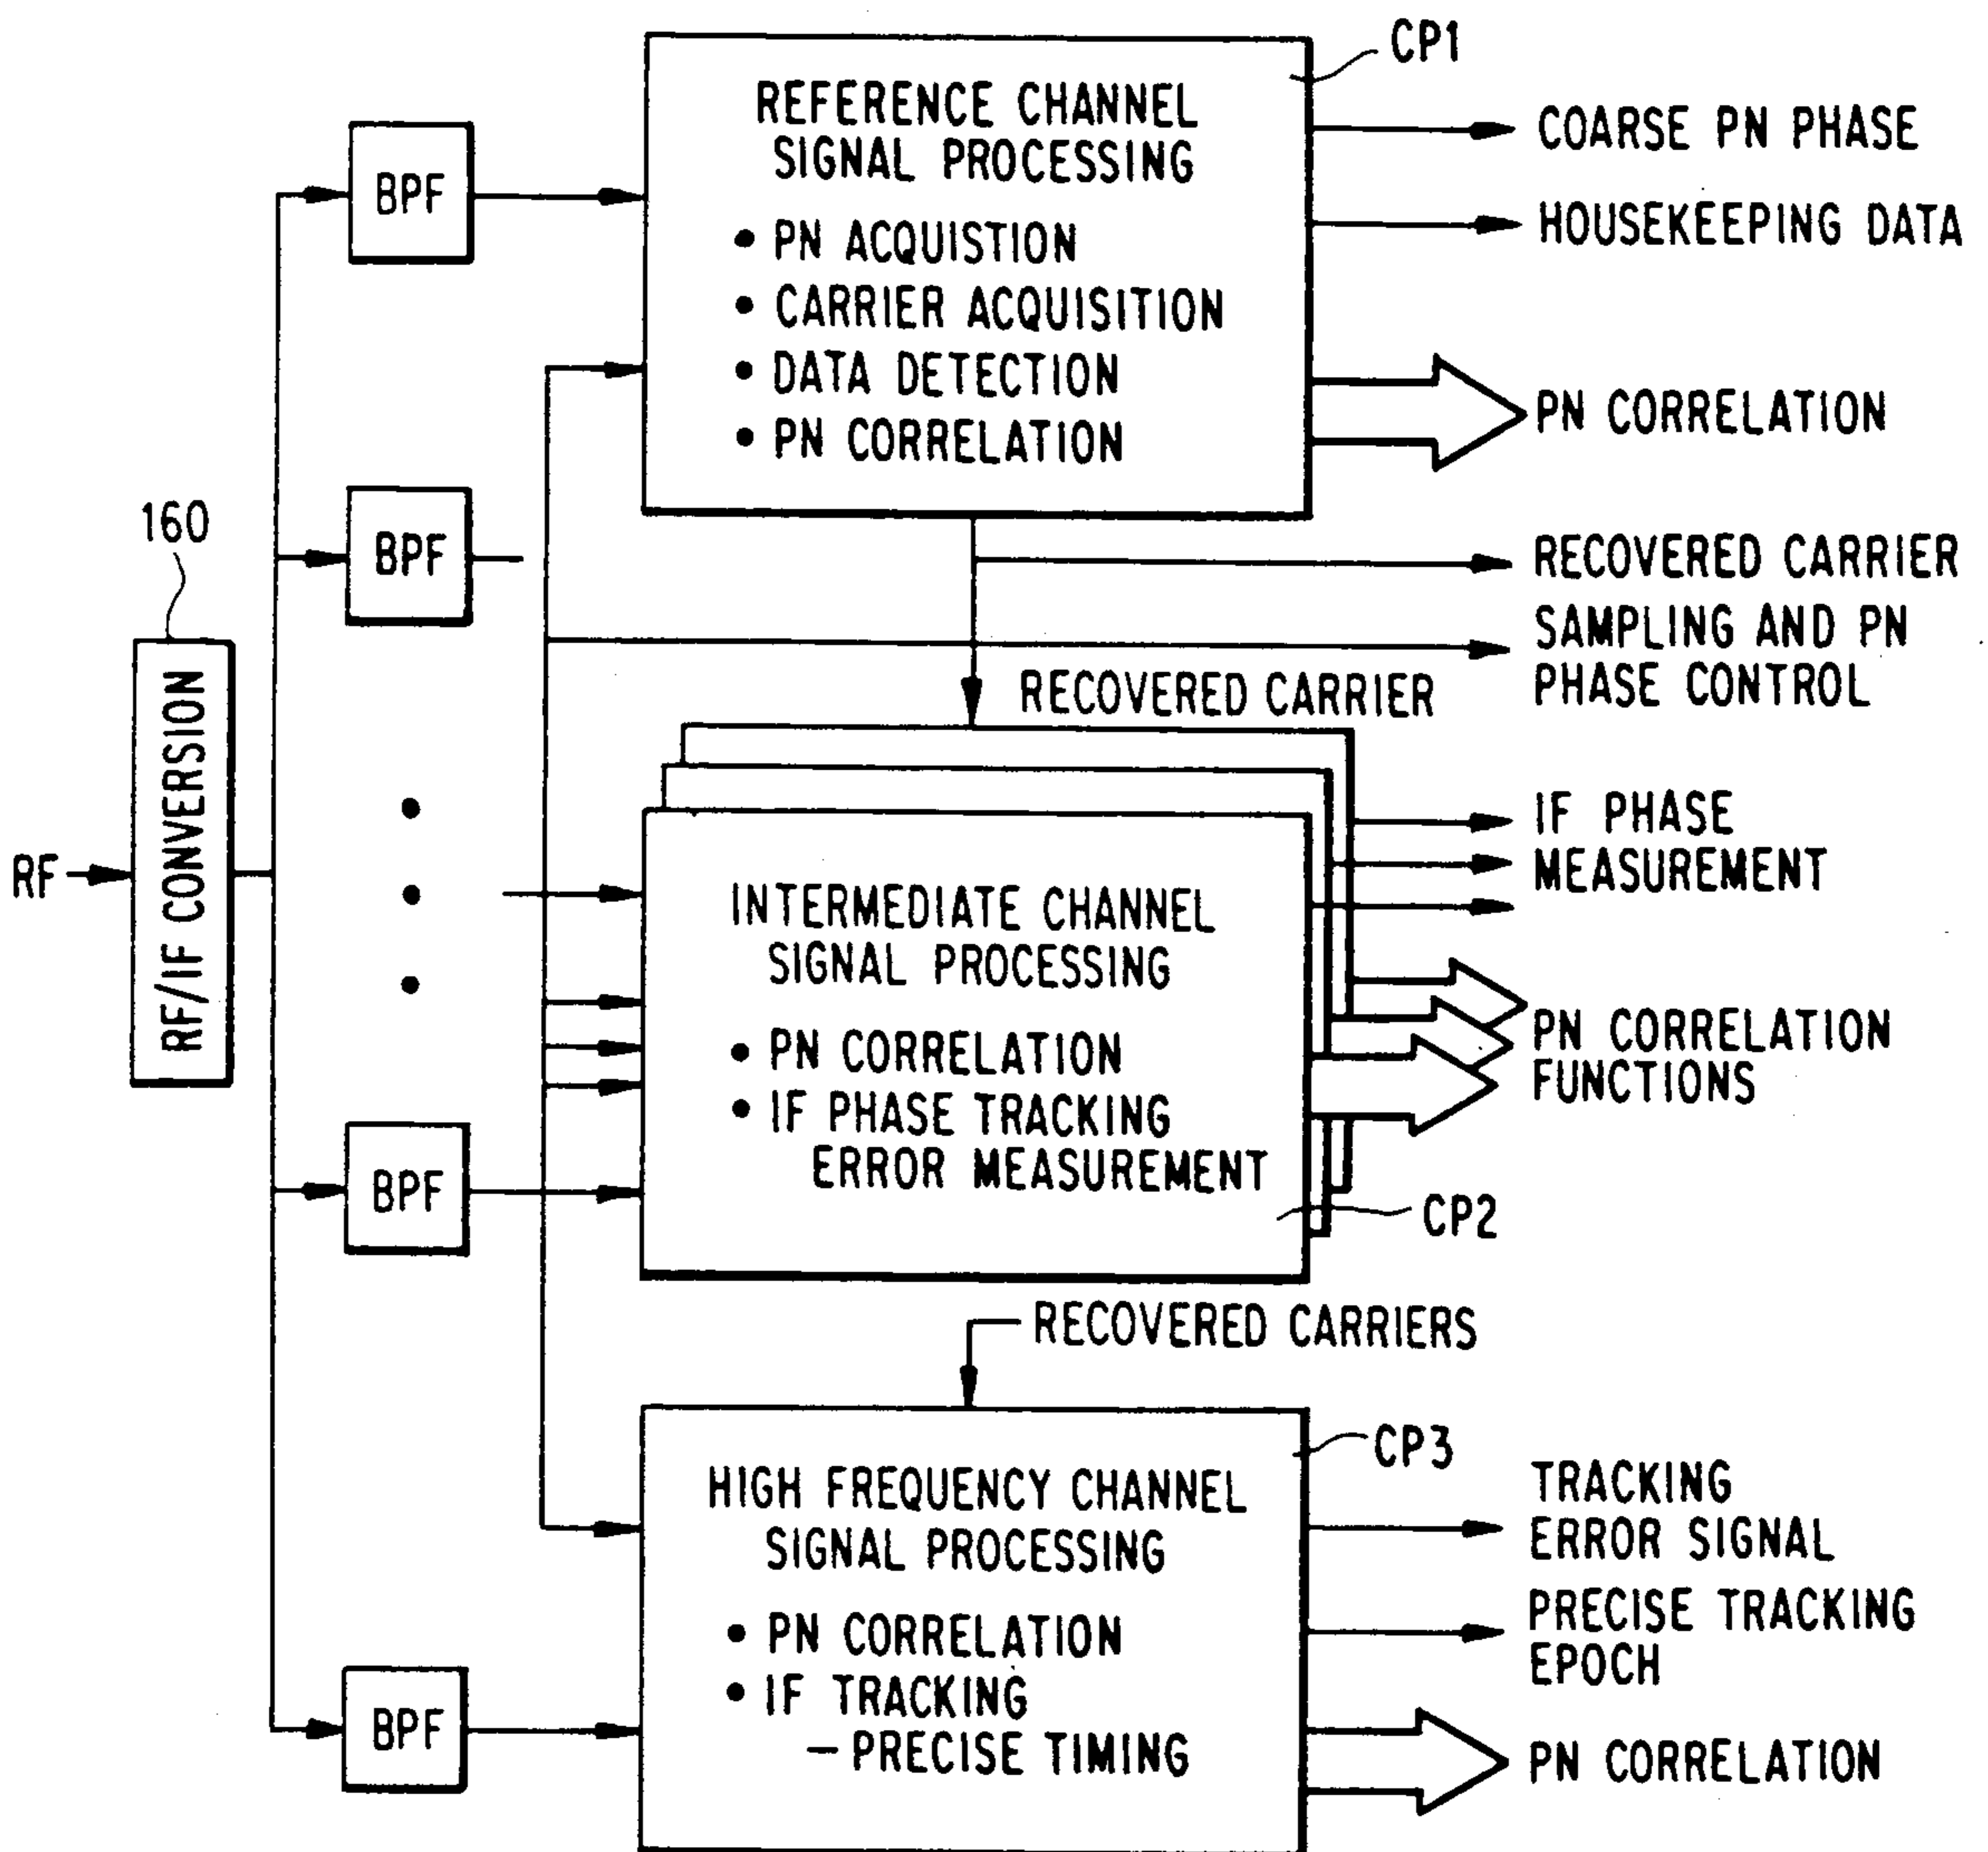 CP1
REFERENCE CHANNEL
SIGNAL PROCESSING
• PN ACQUISTION
• CARRIER ACQUISITION
• DATA DETECTION
• PN CORRELATION
COARSE PN PHASE
HOUSEKEEPING DATA
PN CORRELATION
BPF
BPF
160
RF/IF CONVERSION
RF
RECOVERED CARRIER
SAMPLING AND PN
PHASE CONTROL
RECOVERED CARRIER
INTERMEDIATE CHANNEL
SIGNAL PROCESSING
• PN CORRELATION
• IF PHASE TRACKING
ERROR MEASUREMENT
CP2
IF PHASE
MEASUREMENT
PN CORRELATION
FUNCTIONS
BPF
RECOVERED CARRIERS
CP3
HIGH FREQUENCY CHANNEL
SIGNAL PROCESSING
• PN CORRELATION
• IF TRACKING
— PRECISE TIMING
TRACKING
ERROR SIGNAL
PRECISE TRACKING
EPOCH
PN CORRELATION
BPF